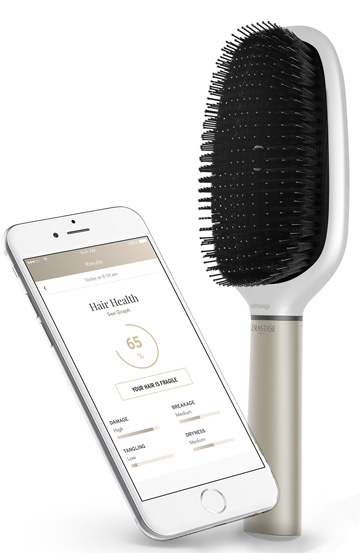 Results
Today at 8:14 am
Hair Health
See Graph
65
%
YOUR HAIR IS FRAGILE
DAMAGE
High
BREAKAGE
Medium
TANGLING
Low
DRYNESS
Medium
KÉRASTASE